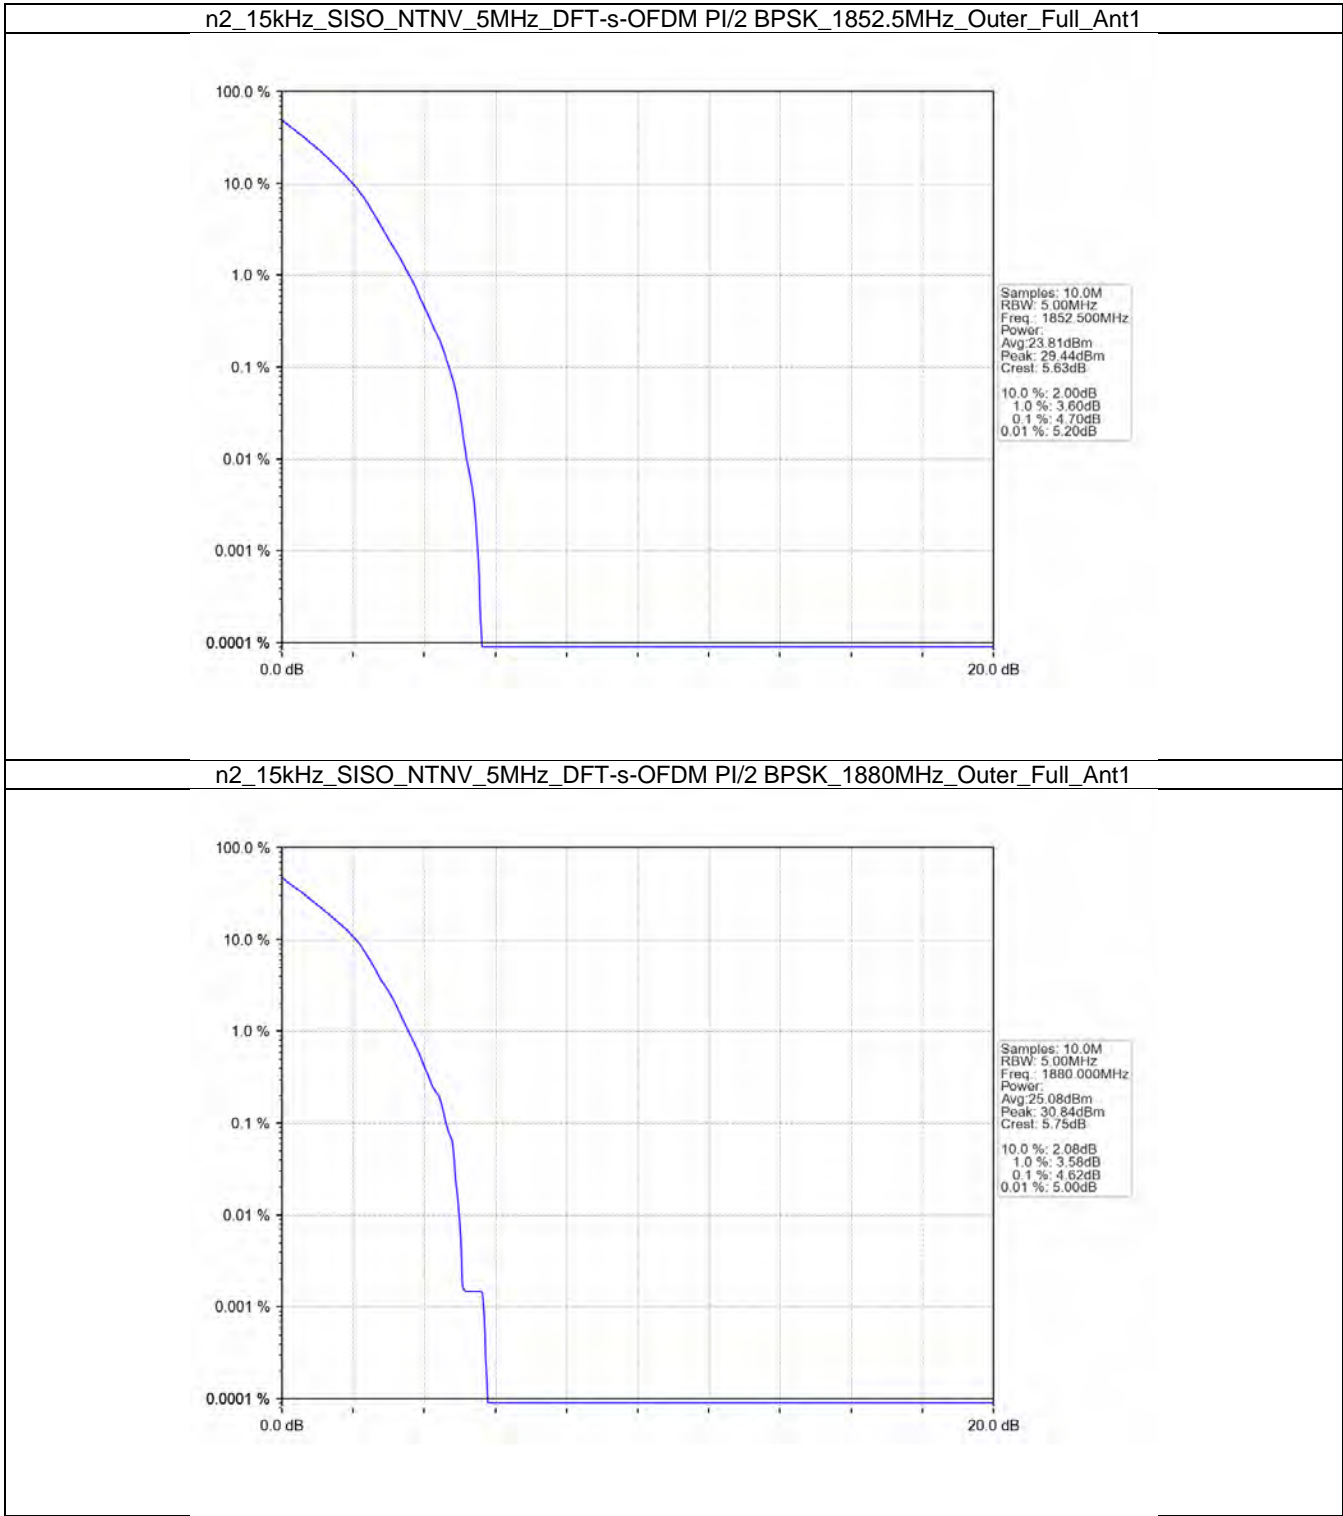 n2_15kHz_SISO_NTNV_5MHz_DFT-s-OFDM PI/2 BPSK_1852.5MHz_Outer_Full_Ant1
100.0 %
10.0 %
1.0 %
0.1 %
0.01 %
0.001 %
0.0001 %
0.0 dB
20.0 dB
Samples: 10.0M
RBW: 5.00MHz
Freq.: 1852.500MHz
Power:
Avg:23.81dBm
Peak: 29.44dBm
Crest: 5.63dB
10.0 %: 2.00dB
1.0 %: 3.60dB
0.1 %: 4.70dB
0.01 %: 5.20dB
n2_15kHz_SISO_NTNV_5MHz_DFT-s-OFDM PI/2 BPSK_1880MHz_Outer_Full_Ant1
100.0 %
10.0 %
1.0 %
0.1 %
0.01 %
0.001 %
0.0001 %
0.0 dB
20.0 dB
Samples: 10.0M
RBW: 5.00MHz
Freq.: 1880.000MHz
Power:
Avg:25.08dBm
Peak: 30.84dBm
Crest: 5.75dB
10.0 %: 2.08dB
1.0 %: 3.58dB
0.1 %: 4.62dB
0.01 %: 5.00dB